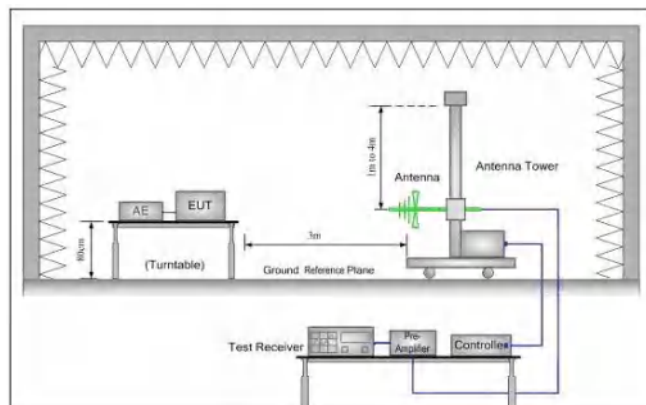 1m to 4m
Antenna
Antenna Tower
AE
EUT
80cm
(Turntable)
3m
Ground Reference Plane
Test Receiver
Pre-
Amplifier
Controller